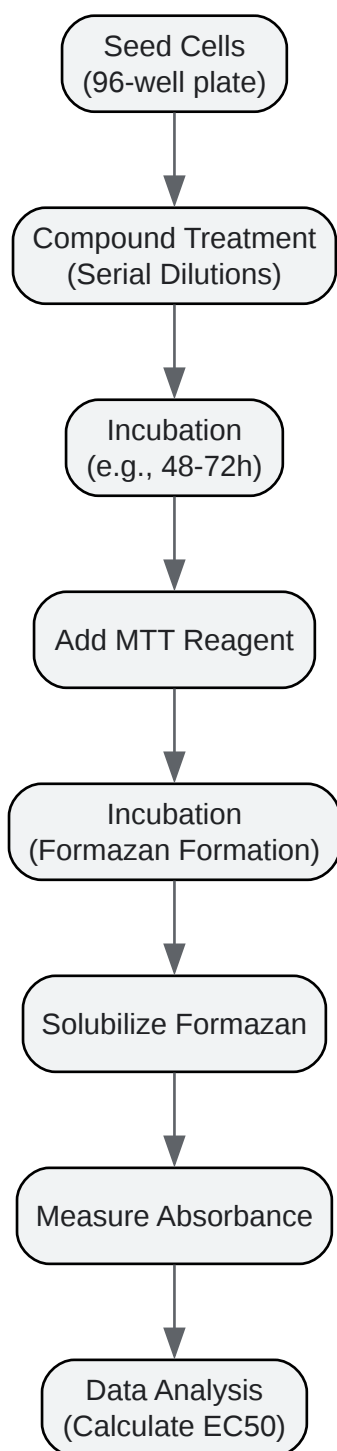 Seed Cells
(96-well plate)
Compound Treatment
(Serial Dilutions)
Incubation
(e.g., 48-72h)
Add MTT Reagent
Incubation
(Formazan Formation)
Solubilize Formazan
Measure Absorbance
Data Analysis
(Calculate EC50)